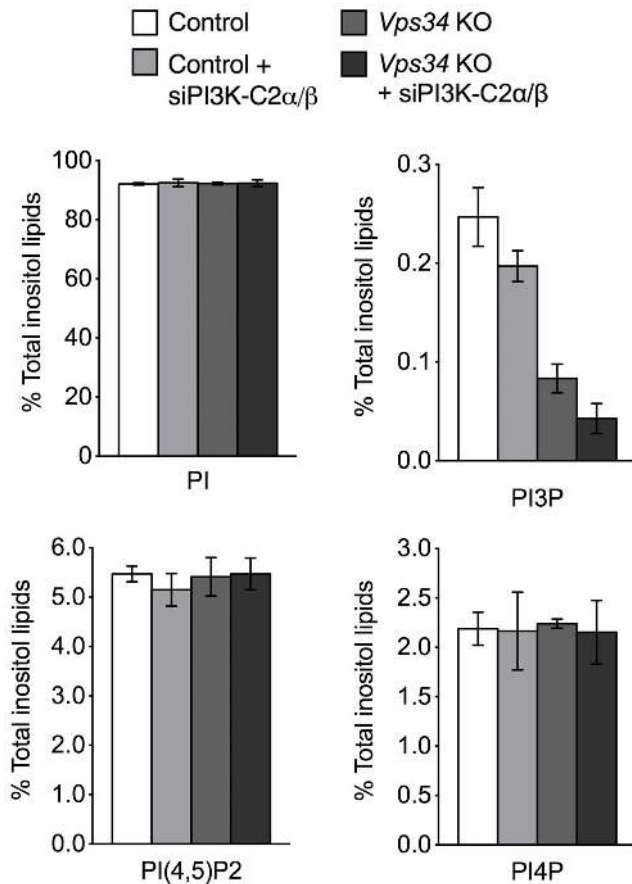 Control
Control +
siPI3K-C2α/β
Vps34 KO
Vps34 KO
+ siPI3K-C2α/β
% Total inositol lipids
100
80
60
40
20
0
PI
% Total inositol lipids
0.3
0.2
0.1
0.0
PI3P
% Total inositol lipids
6.0
5.0
4.0
5.0
2.0
1.0
0.0
PI(4,5)P2
% Total inositol lipids
3.0
2.5
2.0
1.5
1.0
0.5
0.0
PI4P